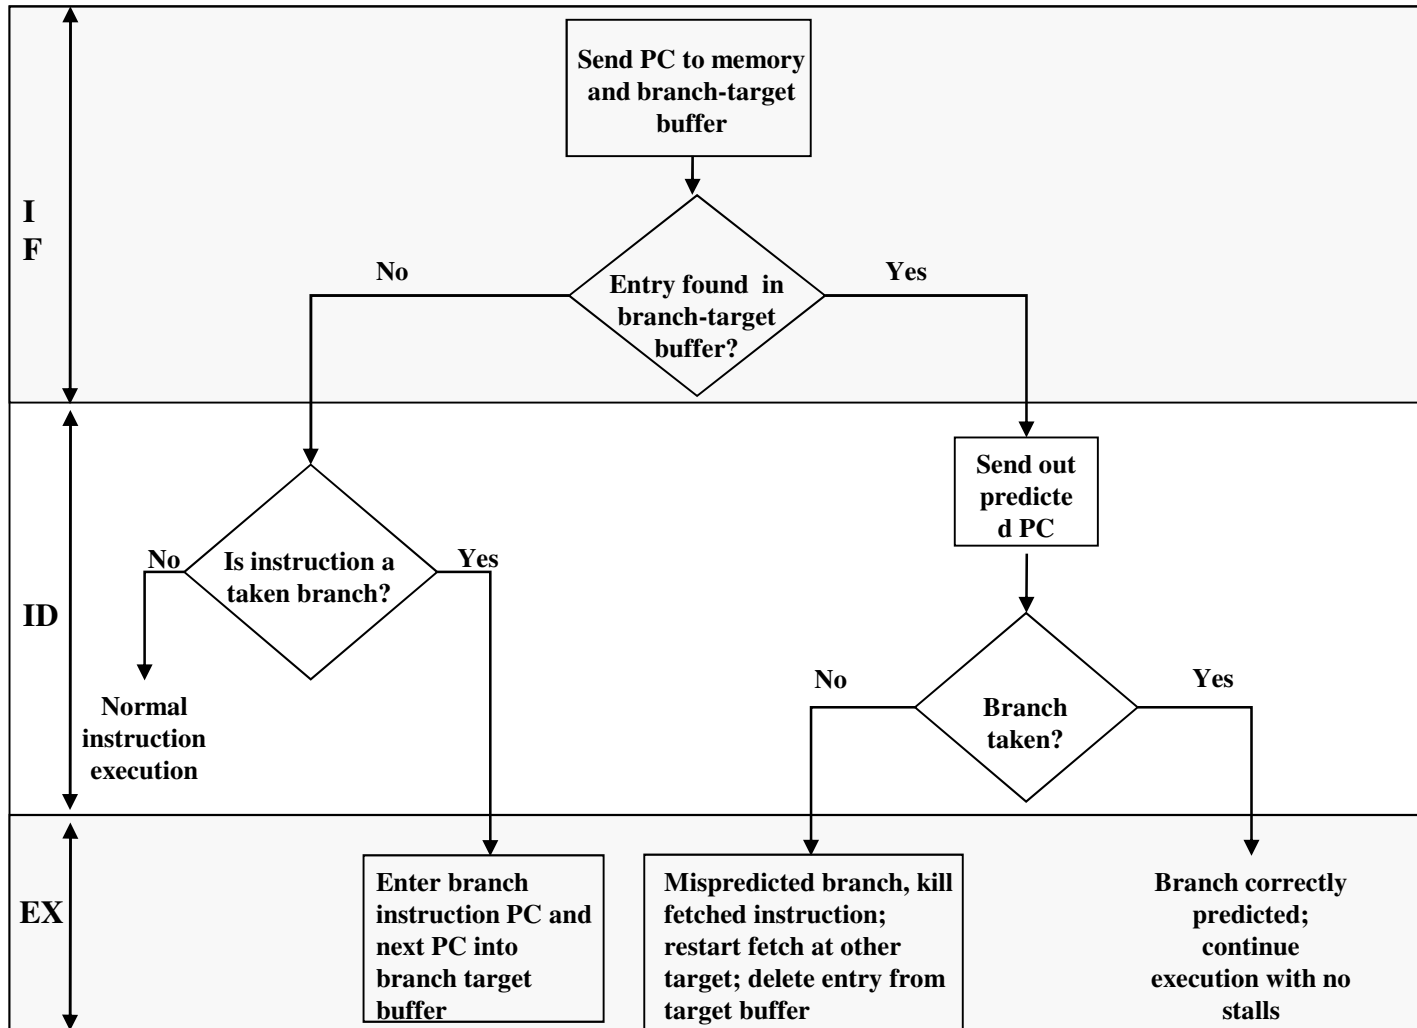 Send PC to memory
and branch-target
buffer
I
F
No
Yes
Entry found in
branch-target
buffer?
Send out
predicte
d PC
No
Is instruction a
taken branch?
Yes
ID
No
Yes
Branch
taken?
Normal
instruction
execution
EX
Enter branch
instruction PC and
next PC into
branch target
buffer
Mispredicted branch, kill
fetched instruction;
restart fetch at other
target; delete entry from
target buffer
Branch correctly
predicted;
continue
execution with no
stalls